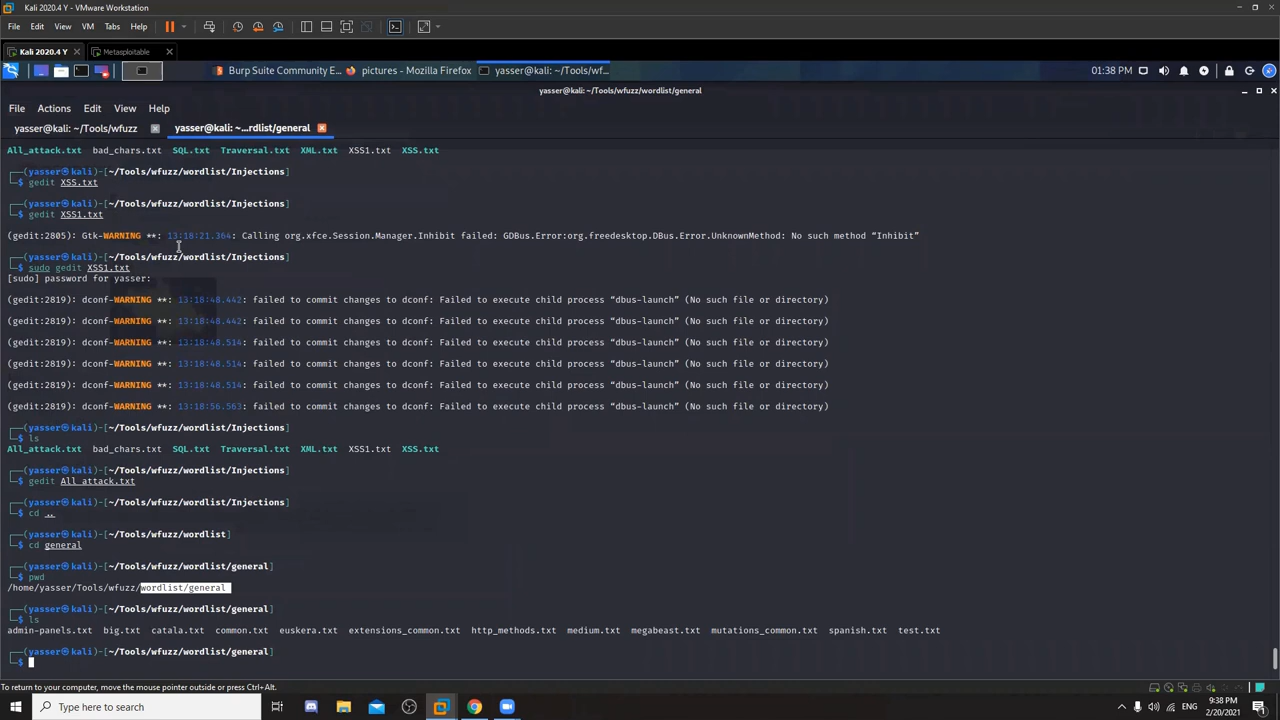 Kali 2020.4 Y - VMware Workstation
File Edit View VM Tabs Help
Kali 2020.4 Y Metasploitable
Burp Suite Community E... pictures - Mozilla Firefox yasser@kali: ~/Tools/wf... 01:38 PM
yasser@kali: ~/Tools/wfuzz/wordlist/general
File Actions Edit View Help
yasser@kali: ~/Tools/wfuzz yasser@kali: ~...rdlist/general
All_attack.txt bad_chars.txt SQL.txt Traversal.txt XML.txt XSS1.txt XSS.txt
(yasser㉿kali)-[~/Tools/wfuzz/wordlist/Injections]
$ gedit XSS.txt
(yasser㉿kali)-[~/Tools/wfuzz/wordlist/Injections]
$ gedit XSS1.txt
(gedit:2805): Gtk-WARNING **: 13:18:21.364: Calling org.xfce.Session.Manager.Inhibit failed: GDBus.Error:org.freedesktop.DBus.Error.UnknownMethod: No such method “Inhibit”
(yasser㉿kali)-[~/Tools/wfuzz/wordlist/Injections]
$ sudo gedit XSS1.txt
[sudo] password for yasser:
(gedit:2819): dconf-WARNING **: 13:18:48.442: failed to commit changes to dconf: Failed to execute child process “dbus-launch” (No such file or directory)
(gedit:2819): dconf-WARNING **: 13:18:48.442: failed to commit changes to dconf: Failed to execute child process “dbus-launch” (No such file or directory)
(gedit:2819): dconf-WARNING **: 13:18:48.514: failed to commit changes to dconf: Failed to execute child process “dbus-launch” (No such file or directory)
(gedit:2819): dconf-WARNING **: 13:18:48.514: failed to commit changes to dconf: Failed to execute child process “dbus-launch” (No such file or directory)
(gedit:2819): dconf-WARNING **: 13:18:48.514: failed to commit changes to dconf: Failed to execute child process “dbus-launch” (No such file or directory)
(gedit:2819): dconf-WARNING **: 13:18:56.563: failed to commit changes to dconf: Failed to execute child process “dbus-launch” (No such file or directory)
$ ls
All_attack.txt bad_chars.txt SQL.txt Traversal.txt XML.txt XSS1.txt XSS.txt
(yasser㉿kali)-[~/Tools/wfuzz/wordlist/Injections]
$ gedit All_attack.txt
(yasser㉿kali)-[~/Tools/wfuzz/wordlist/Injections]
$ cd ..
(yasser㉿kali)-[~/Tools/wfuzz/wordlist]
$ cd general
(yasser㉿kali)-[~/Tools/wfuzz/wordlist/general]
$ pwd
/home/yasser/Tools/wfuzz/wordlist/general
(yasser㉿kali)-[~/Tools/wfuzz/wordlist/general]
$ ls
admin-panels.txt big.txt catala.txt common.txt euskera.txt extensions_common.txt http_methods.txt medium.txt megabeast.txt mutations_common.txt spanish.txt test.txt
(yasser㉿kali)-[~/Tools/wfuzz/wordlist/general]
$
To return to your computer, move the mouse pointer outside or press Ctrl+Alt.
Type here to search
ENG 9:38 PM
2/20/2021